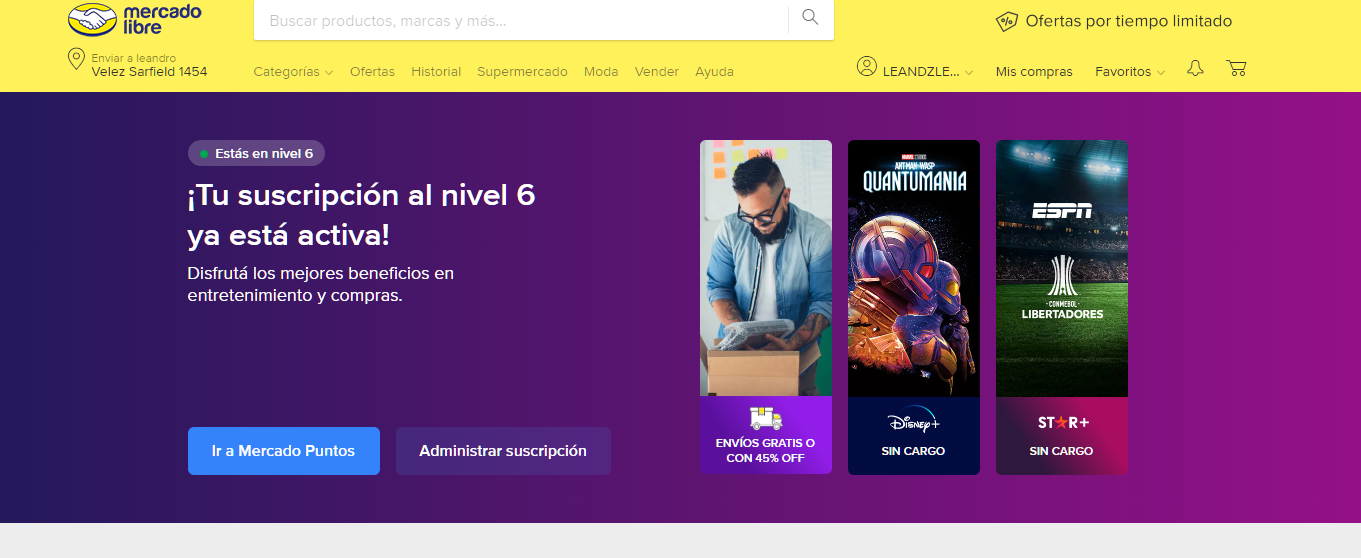 mercado
libre
Buscar productos, marcas y más...
Ofertas por tiempo limitado
Enviar a leandro
Velez Sarfield 1454
Categorías
Ofertas
Historial
Supermercado
Moda
Vender
Ayuda
LEANDZLE...
Mis compras
Favoritos
Estás en nivel 6
¡Tu suscripción al nivel 6
ya está activa!
Disfrutá los mejores beneficios en
entretenimiento y compras.
Ir a Mercado Puntos
Administrar suscripción
ENVÍOS GRATIS O
CON 45% OFF
MARVEL STUDIOS
ANT-MAN AND THE WASP
QUANTUMANIA
Disney+
SIN CARGO
ESPN
CONMEBOL
LIBERTADORES
STAR+
SIN CARGO